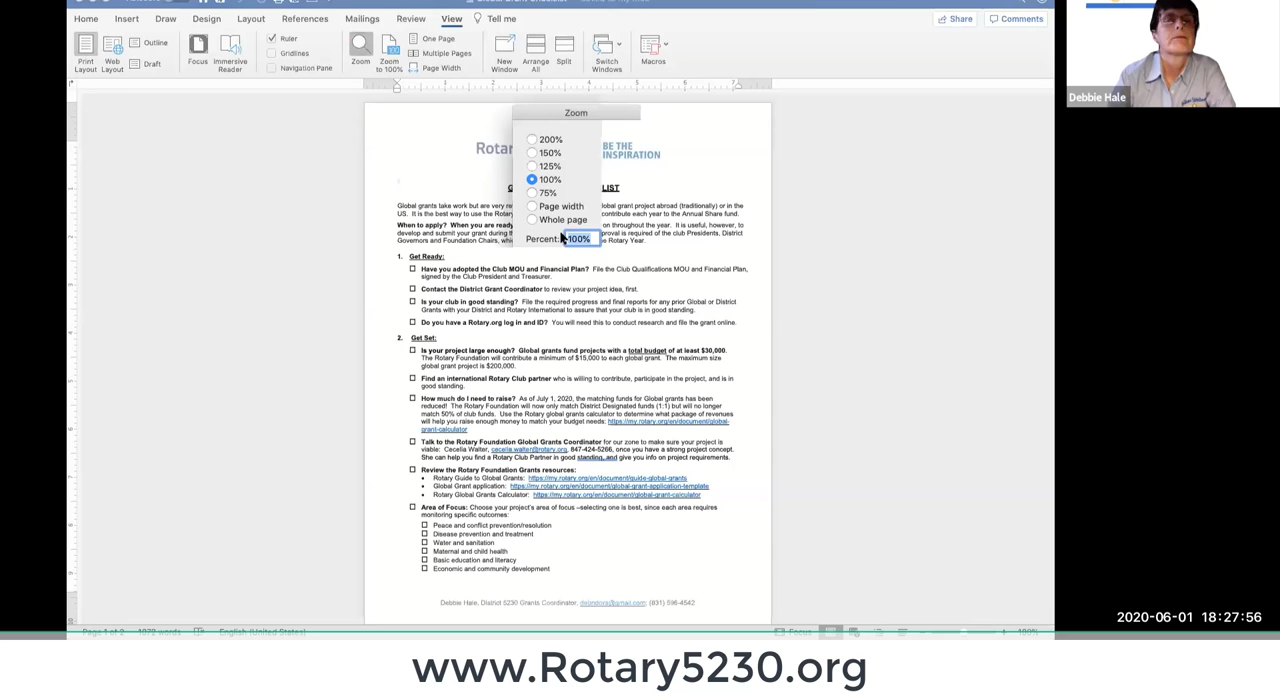 Home Insert Draw Design Layout References Mailings Review View Tell me
Share Comments
Print Layout
Web Layout
Outline
Draft
Focus
Immersive Reader
Ruler
Gridlines
Navigation Pane
Zoom
Zoom to 100%
One Page
Multiple Pages
Page Width
New Window
Arrange All
Split
Switch Windows
Macros
Debbie Hale
Zoom
200%
150%
125%
100%
75%
Page width
Whole page
Percent: 100%
Rotar
BE THE
INSPIRATION
G
LIST
Global grants take work but are very re
lobal grant project abroad (traditionally) or in the
US. It is the best way to use the Rotary
contribute each year to the Annual Share fund.
When to apply? When you are ready
on throughout the year. It is useful, however, to
develop and submit your grant during th
proval is required of the club Presidents, District
Governors and Foundation Chairs, whic
he Rotary Year.
1. Get Ready:
Have you adopted the Club MOU and Financial Plan? File the Club Qualifications MOU and Financial Plan,
signed by the Club President and Treasurer.
Contact the District Grant Coordinator to review your project idea, first.
Is your club in good standing? File the required progress and final reports for any prior Global or District
Grants with your District and Rotary International to assure that your club is in good standing.
Do you have a Rotary.org log in and ID? You will need this to conduct research and file the grant online.
2. Get Set:
Is your project large enough? Global grants fund projects with a total budget of at least $30,000.
The Rotary Foundation will contribute a minimum of $15,000 to each global grant. The maximum size
global grant project is $200,000.
Find an international Rotary Club partner who is willing to contribute, participate in the project, and is in
good standing.
How much do I need to raise? As of July 1, 2020, the matching funds for Global grants has been
reduced! The Rotary Foundation will now only match District Designated funds (1:1) but will no longer
match 50% of club funds. Use the Rotary global grants calculator to determine what package of revenues
will help you raise enough money to match your budget needs: https://my.rotary.org/en/document/global-
grant-calculator
Talk to the Rotary Foundation Global Grants Coordinator for our zone to make sure your project is
viable: Cecelia Walter, cecelia.walter@rotary.org, 847-424-5266, once you have a strong project concept.
She can help you find a Rotary Club Partner in good standing, and give you info on project requirements.
Review the Rotary Foundation Grants resources:
• Rotary Guide to Global Grants: https://my.rotary.org/en/document/guide-global-grants
• Global Grant application: https://my.rotary.org/en/document/global-grant-application-template
• Rotary Global Grants Calculator: https://my.rotary.org/en/document/global-grant-calculator
Area of Focus: Choose your project's area of focus –selecting one is best, since each area requires
monitoring specific outcomes:
Peace and conflict prevention/resolution
Disease prevention and treatment
Water and sanitation
Maternal and child health
Basic education and literacy
Economic and community development
Debbie Hale, District 5230 Grants Coordinator, (831) 596-4542
2020-06-01 18:27:56
Page 1 of 2 1072 words English (United States)
Focus
100%
www.Rotary5230.org